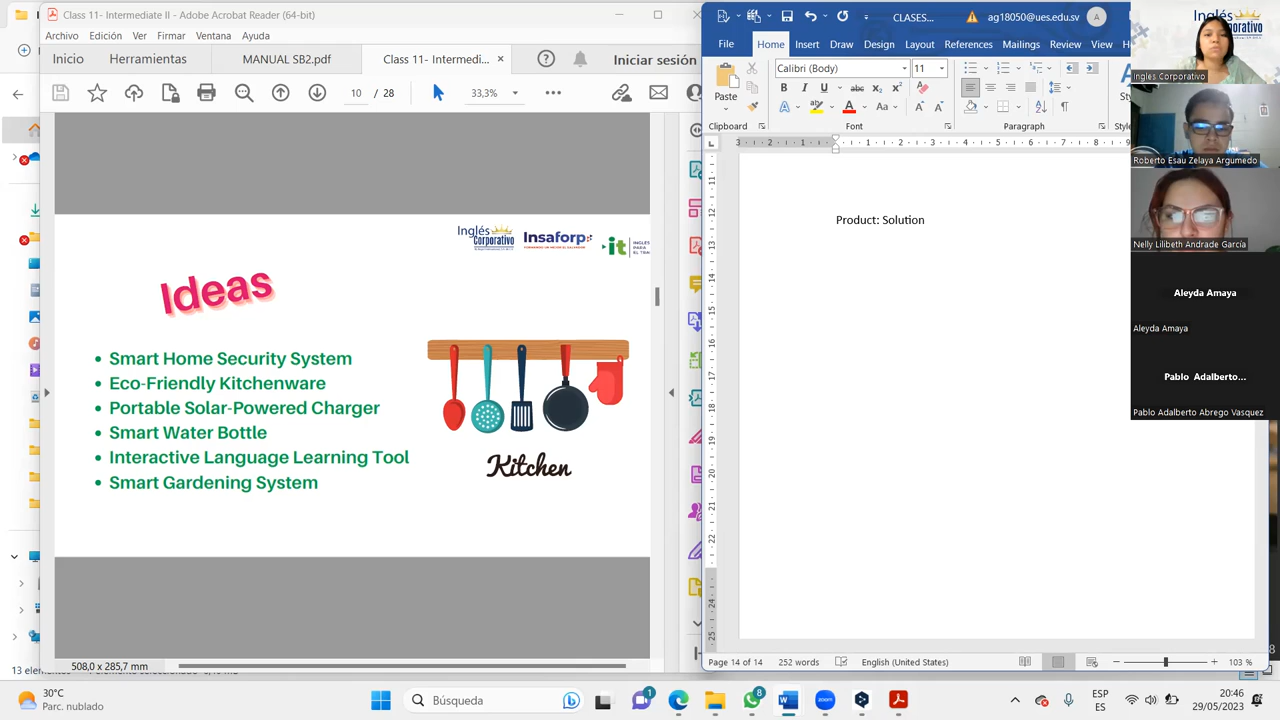 Class 11- Intermediate II - Adobe Acrobat Reader (64-bit)
Archivo Edición Ver Firmar Ventana Ayuda
Inicio Herramientas MANUAL SB2.pdf Class 11- Intermedi... × Iniciar sesión
10 / 28 33,3%
Inglés Corporativo
Insaforp
it
Ideas
• Smart Home Security System
• Eco-Friendly Kitchenware
• Portable Solar-Powered Charger
• Smart Water Bottle
• Interactive Language Learning Tool
• Smart Gardening System
Kitchen
508,0 x 285,7 mm
CLASES... ag18050@ues.edu.sv A
File Home Insert Draw Design Layout References Mailings Review View
Calibri (Body) 11
Paste
Clipboard Font Paragraph
Product: Solution
Page 14 of 14 252 words English (United States) 103 %
Inglés Corporativo
Ingles Corporativo
Roberto Esau Zelaya Argumedo
Nelly Lilibeth Andrade García
Aleyda Amaya
Aleyda Amaya
Pablo Adalberto...
Pablo Adalberto Abrego Vasquez
30°C
Parc. nublado
Búsqueda
1
8
ESP
ES
20:46
29/05/2023